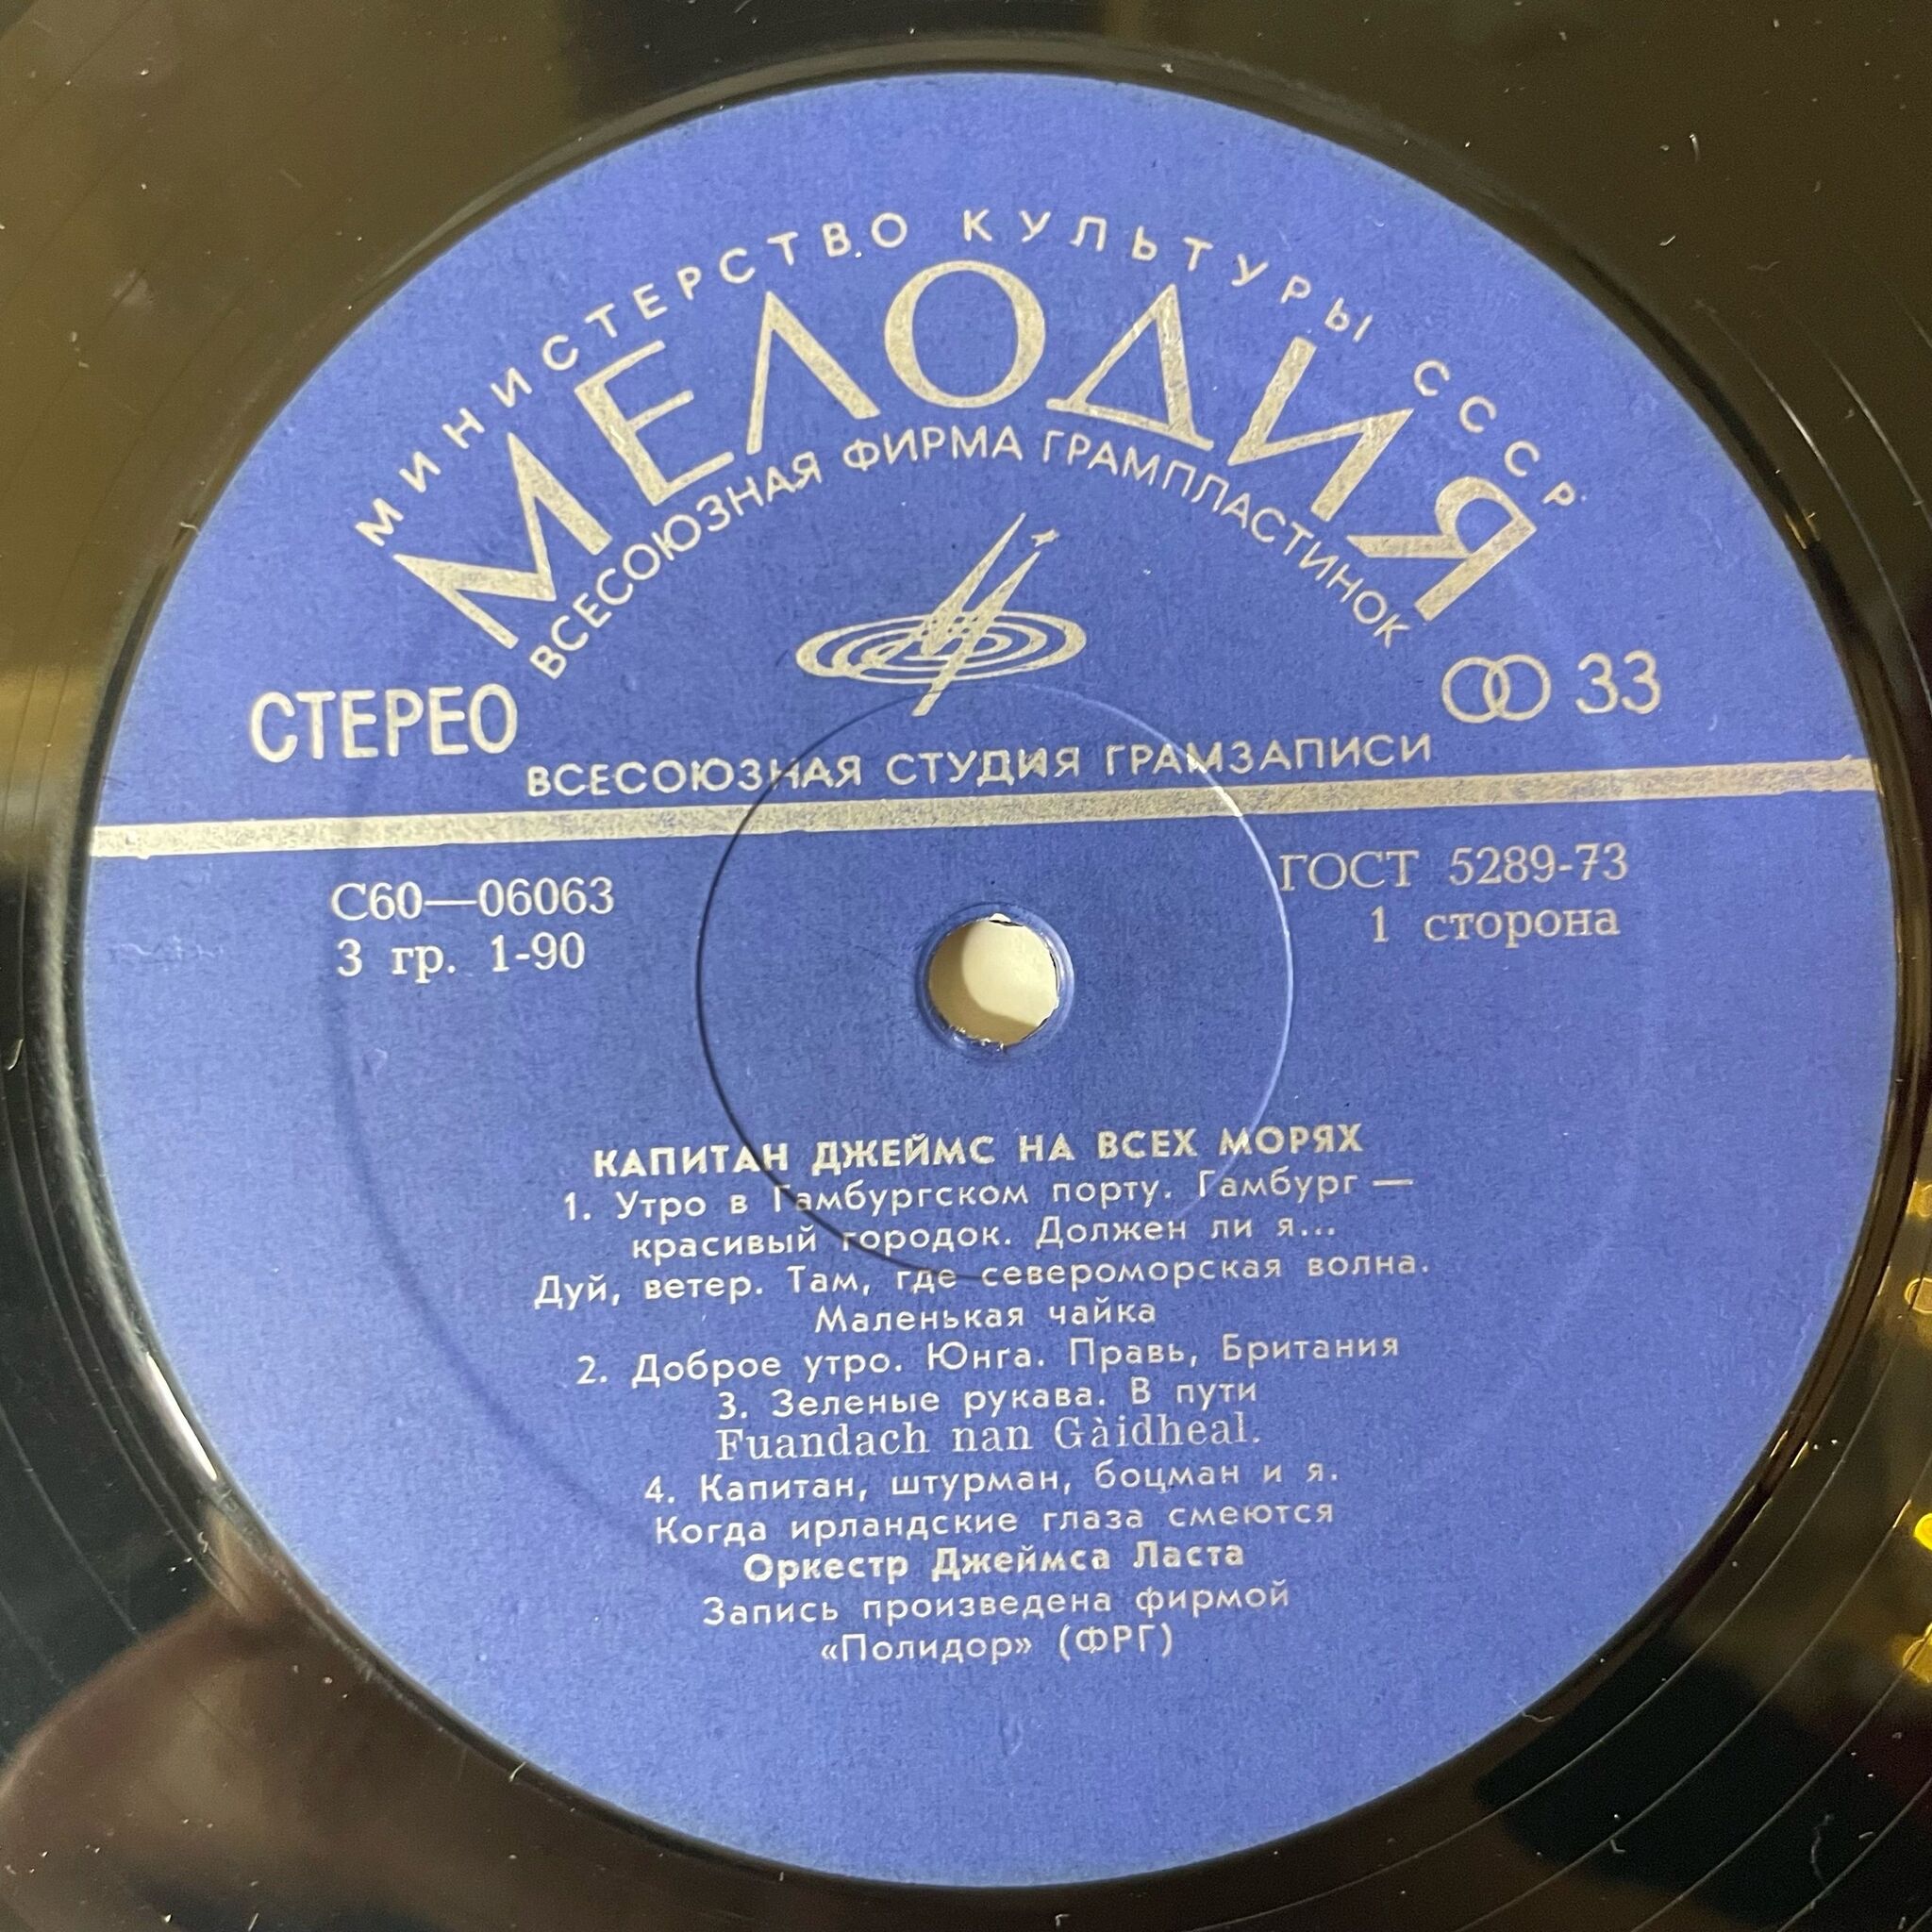 МИНИСТЕРСТВО КУЛЬТУРЫ СССР
МЕЛОДИЯ
ВСЕСОЮЗНАЯ ФИРМА ГРАМПЛАСТИНОК
СТЕРЕО
33
ВСЕСОЮЗНАЯ СТУДИЯ ГРАМЗАПИСИ
С60—06063
3 гр. 1-90
ГОСТ 5289-73
1 сторона
КАПИТАН ДЖЕЙМС НА ВСЕХ МОРЯХ
1. Утро в Гамбургском порту. Гамбург —
красивый городок. Должен ли я...
Дуй, ветер. Там, где североморская волна.
Маленькая чайка
2. Доброе утро. Юнга. Правь, Британия
3. Зеленые рукава. В пути
Fuandach nan Gàidheal.
4. Капитан, штурман, боцман и я.
Когда ирландские глаза смеются
Оркестр Джеймса Ласта
Запись произведена фирмой
«Полидор» (ФРГ)